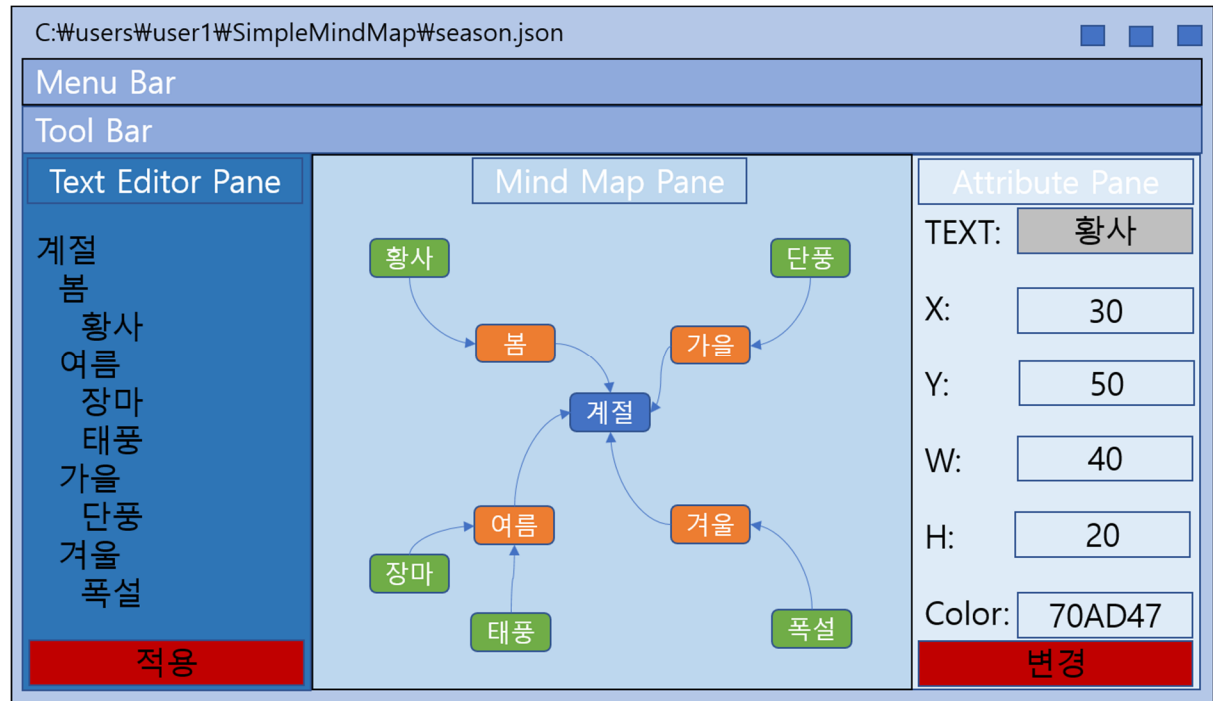 C:₩users₩user1₩SimpleMindMap₩season.json
Menu Bar
Tool Bar
Text Editor Pane
계절
봄
황사
여름
장마
태풍
가을
단풍
겨울
폭설
적용
Mind Map Pane
황사
단풍
봄
가을
계절
여름
겨울
장마
태풍
폭설
Attribute Pane
TEXT: 황사
X: 30
Y: 50
W: 40
H: 20
Color: 70AD47
변경